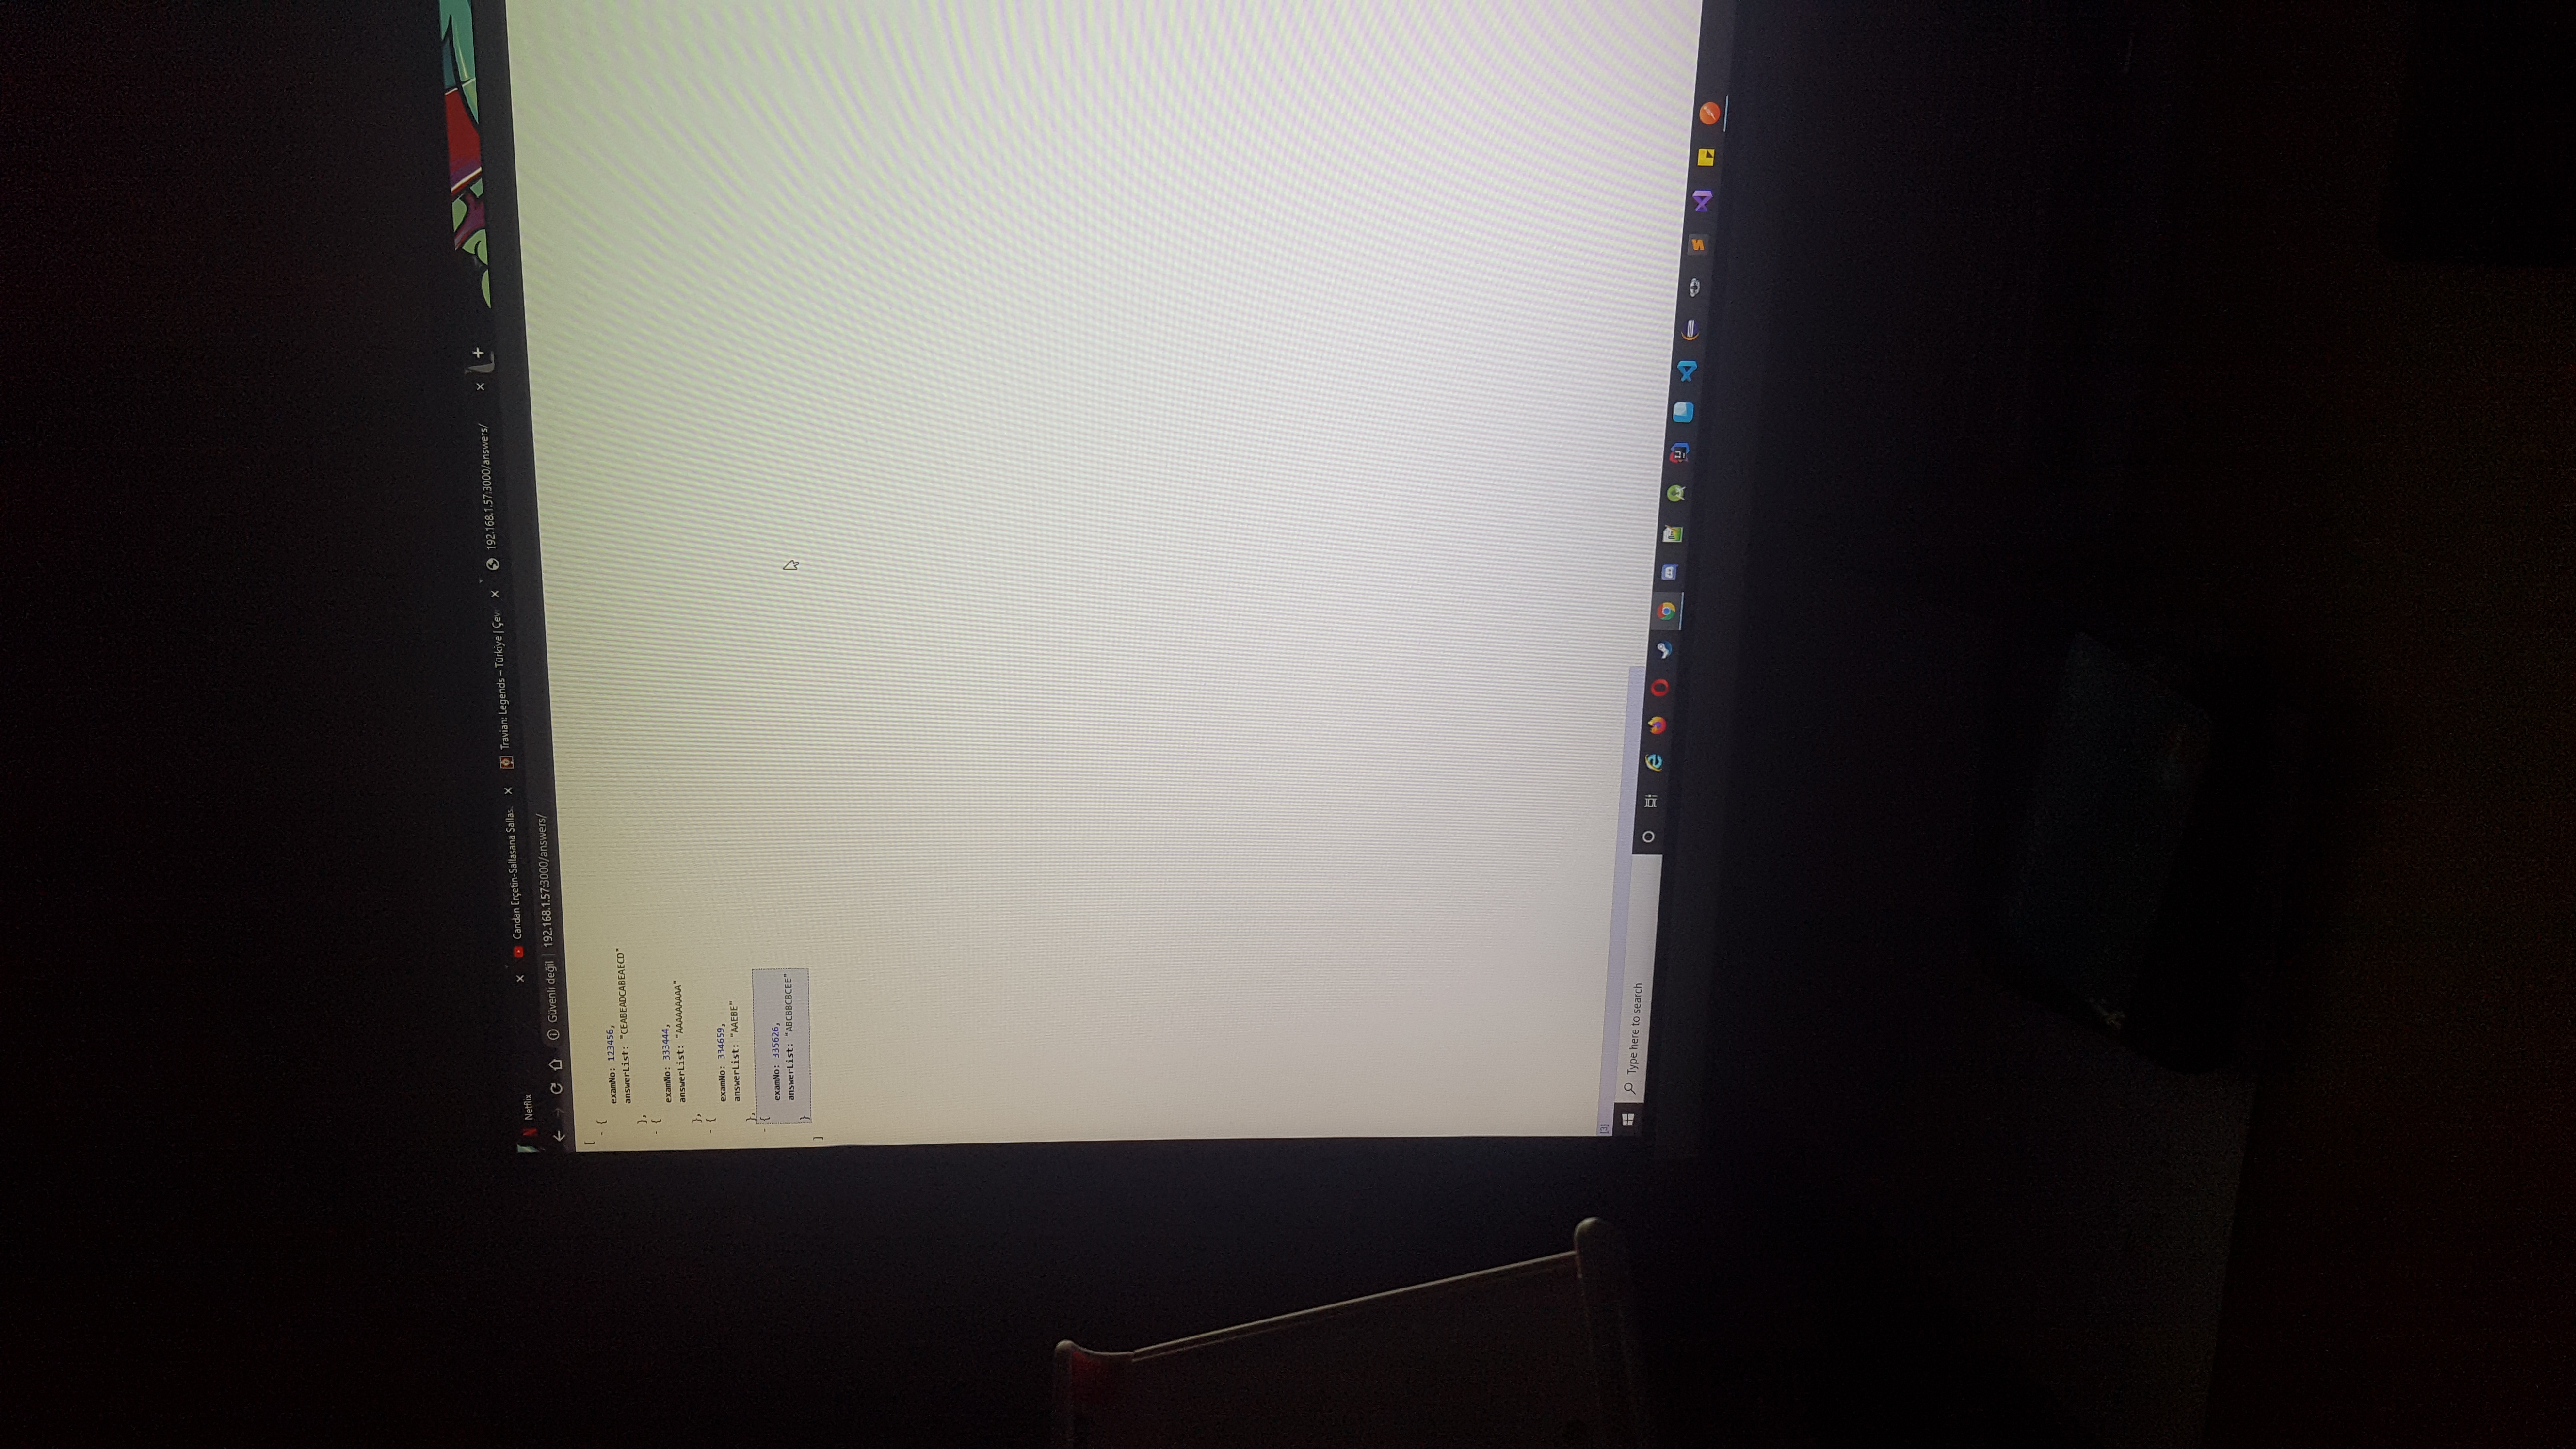 Netflix
Candan Erçetin-Sallasana Sallas
Travian: Legends – Türkiye | Çev
192.168.1.57:3000/answers/
Güvenli değil | 192.168.1.57:3000/answers/
[
- {
examNo: 123456,
answerList: "CEABEADCABEAECD"
},
- {
examNo: 333444,
answerList: "AAAAAAAAA"
},
- {
examNo: 334659,
answerList: "AAEBE"
},
- {
examNo: 335626,
answerList: "ABCBBCBCEE"
}
]
[3]
Type here to search